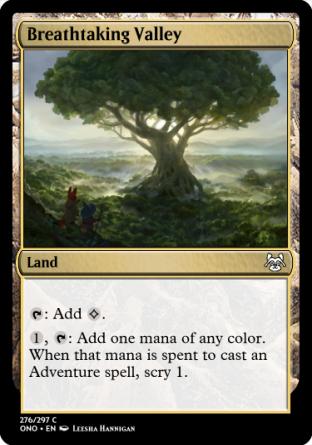 Breathtaking Valley
Land
: Add .
1, : Add one mana of any color.
When that mana is spent to cast an
Adventure spell, scry 1.
276/297 C
ONO • EN Leesha Hannigan